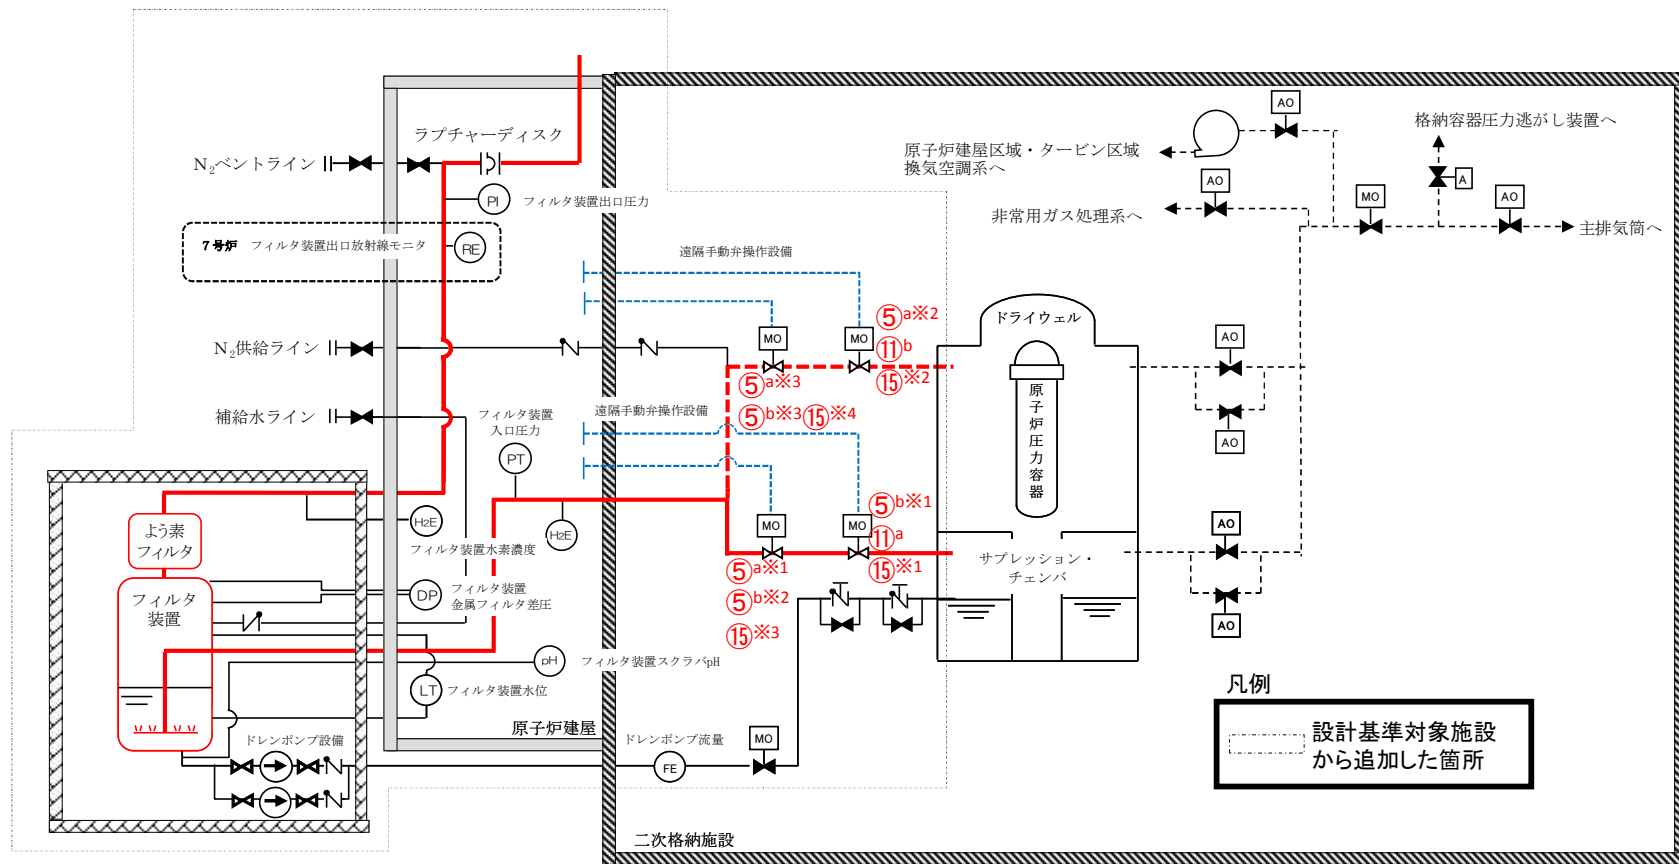 ラプチャーディスク
N₂ベントライン
PI
フィルタ装置出口圧力
7号炉 フィルタ装置出口放射線モニタ
RE
遠隔手動弁操作設備
N₂供給ライン
MO
MO
⑤a※2
⑪b
⑮※2
⑤a※3
⑤b※3⑮※4
補給水ライン
フィルタ装置
入口圧力
PT
遠隔手動弁操作設備
H2E
フィルタ装置水素濃度
H2E
MO
MO
⑤b※1
⑪a
⑮※1
⑤a※1
⑤b※2
⑮※3
よう素
フィルタ
フィルタ
装置
DP
フィルタ装置
金属フィルタ差圧
pH
フィルタ装置スクラバpH
LT
フィルタ装置水位
原子炉建屋
ドレンポンプ設備
ドレンポンプ流量
FE
MO
二次格納施設
ドライウェル
原子炉圧力容器
サプレッション・
チェンバ
AO
原子炉建屋区域・タービン区域
換気空調系へ
格納容器圧力逃がし装置へ
A
AO
非常用ガス処理系へ
MO
AO
主排気筒へ
AO
AO
AO
AO
凡例
設計基準対象施設
から追加した箇所